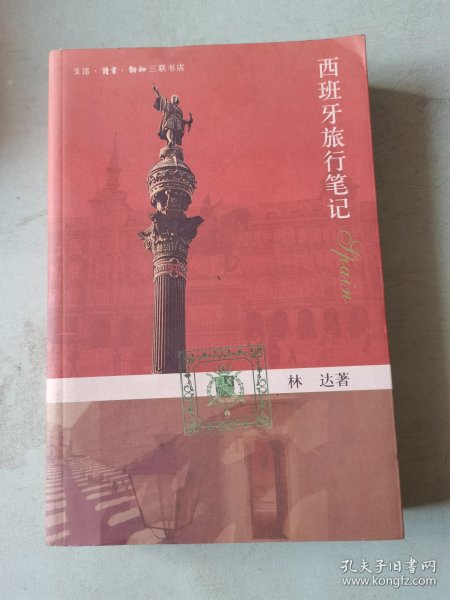 生活·讀書·新知三联书店
西班牙旅行笔记
Spain
林 达著
孔夫子旧书网
www.kongfz.com